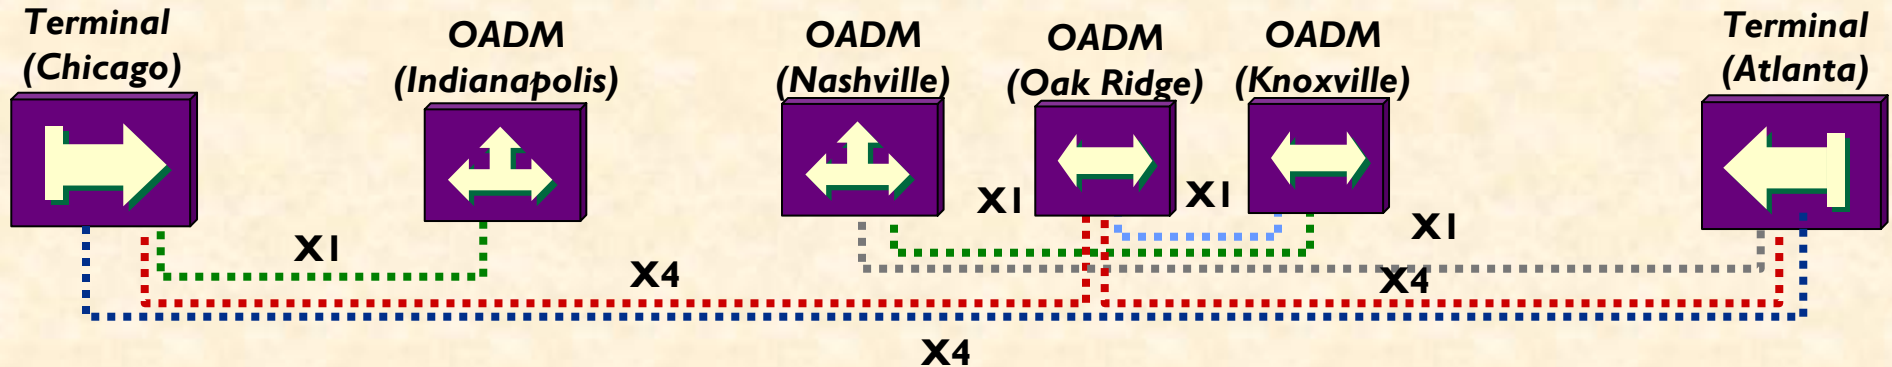 Terminal
(Chicago)
OADM
(Indianapolis)
OADM
(Nashville)
OADM
(Oak Ridge)
OADM
(Knoxville)
Terminal
(Atlanta)
X1
X1
X1
X1
X4
X4
X4